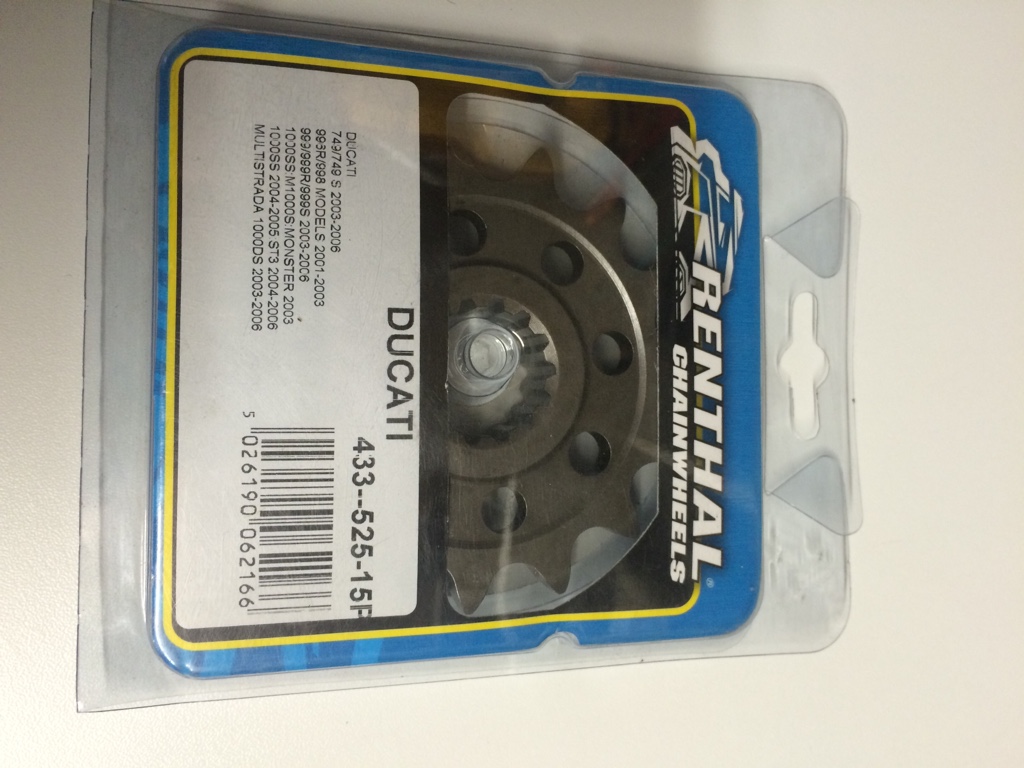 RENTHAL®
CHAINWHEELS
DUCATI
433--525-15P
DUCATI
749/749 S 2003-2006
996R/998 MODELS 2001-2003
999/999R/999S 2003-2006
1000SS:M1000S:MONSTER 2003
1000SS 2004-2005 ST3 2004-2006
MULTISTRADA 1000DS 2003-2006
5 026190 062166